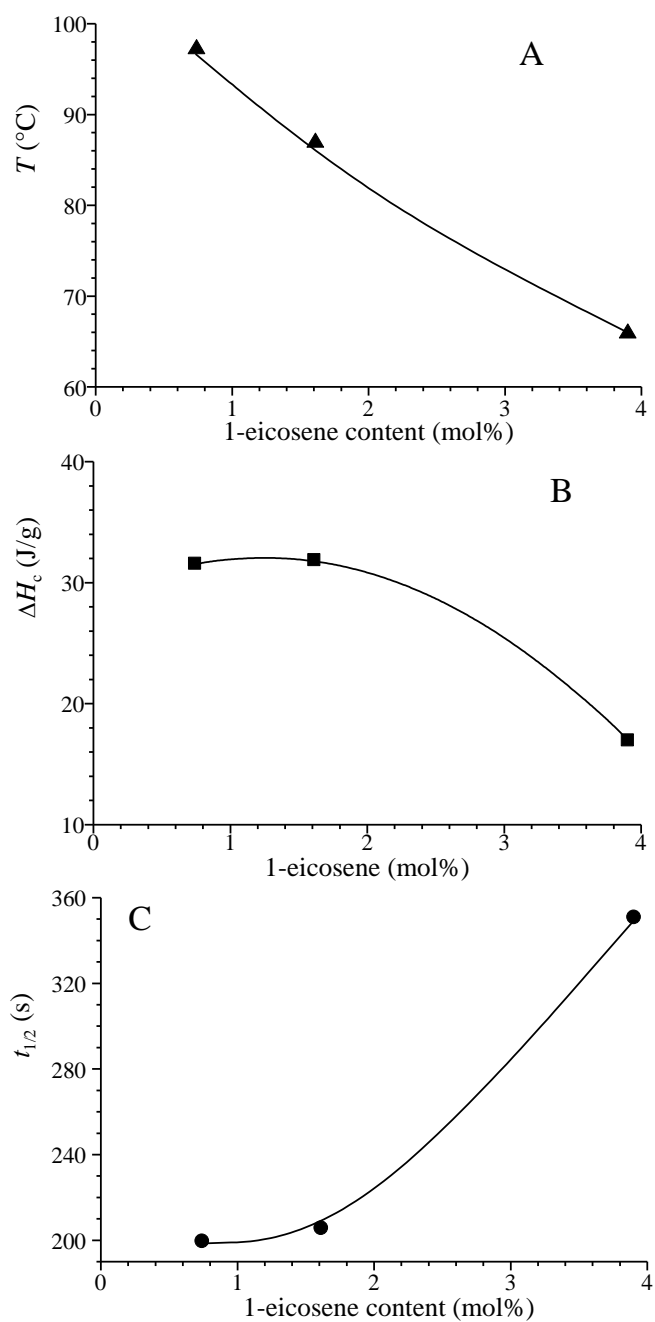 A
T (°C)
100
90
80
70
60
0 1 2 3 4
1-eicosene content (mol%)
B
ΔHc (J/g)
40
30
20
10
0 1 2 3 4
1-eicosene (mol%)
C
t1/2 (s)
360
320
280
240
200
0 1 2 3 4
1-eicosene content (mol%)